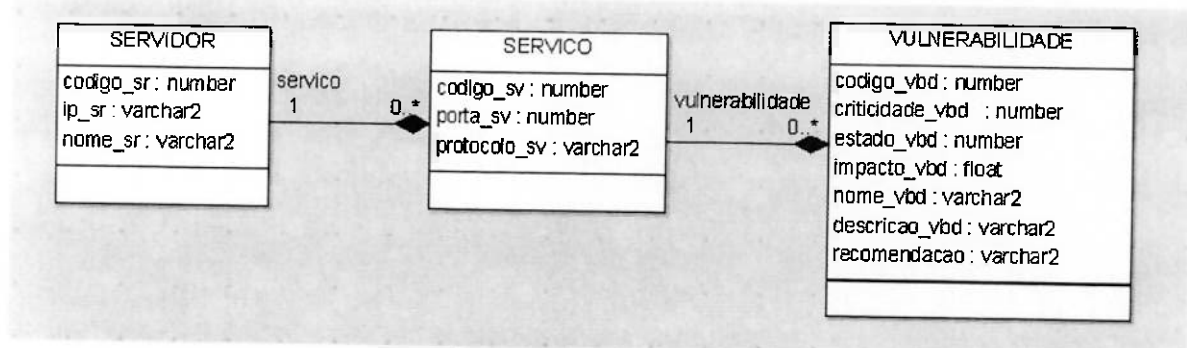 SERVIDOR
codigo_sr : number
ip_sr : varchar2
nome_sr : varchar2
servico
1
0..*
SERVICO
codigo_sv : number
porta_sv : number
protocolo_sv : varchar2
vulnerabilidade
1
0..*
VULNERABILIDADE
codigo_vbd : number
criticidade_vbd : number
estado_vbd : number
impacto_vbd : float
nome_vbd : varchar2
descricao_vbd : varchar2
recomendacao : varchar2